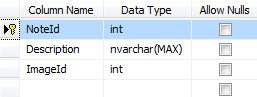 Column Name Data Type Allow Nulls
NoteId int
Description nvarchar(MAX)
ImageId int